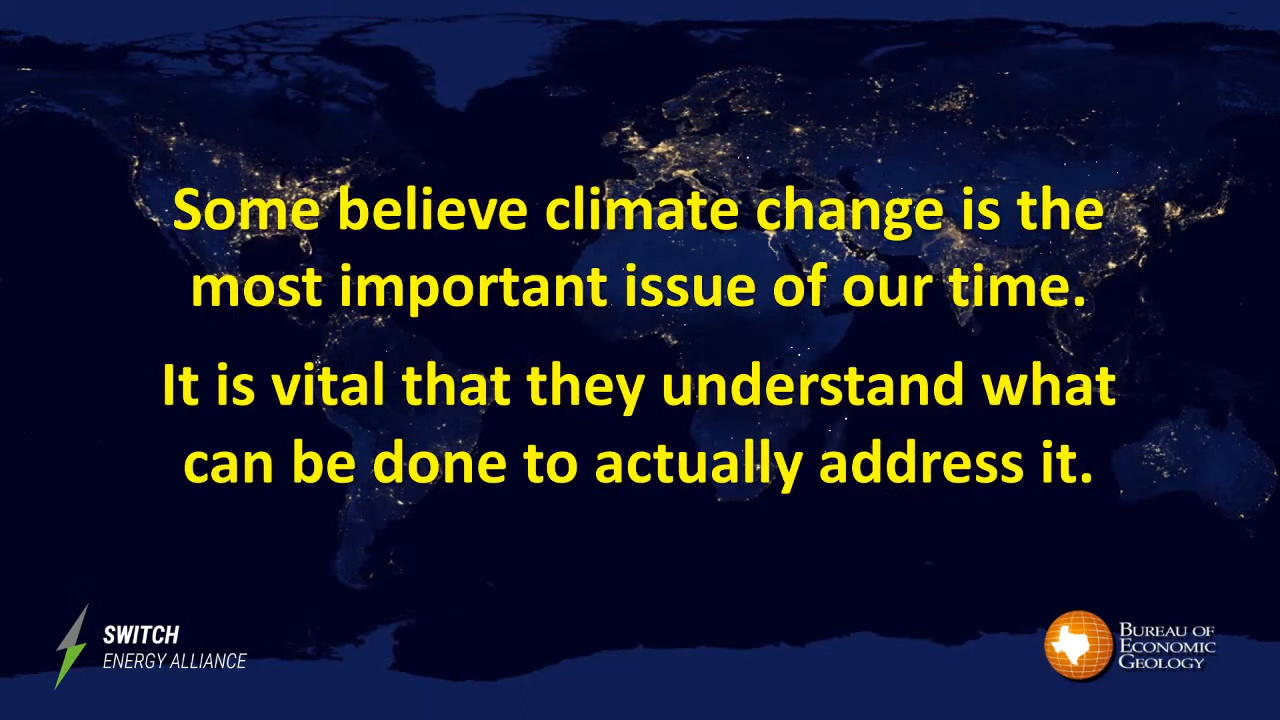 Some believe climate change is the
most important issue of our time.
It is vital that they understand what
can be done to actually address it.
SWITCH
ENERGY ALLIANCE
BUREAU OF
ECONOMIC
GEOLOGY